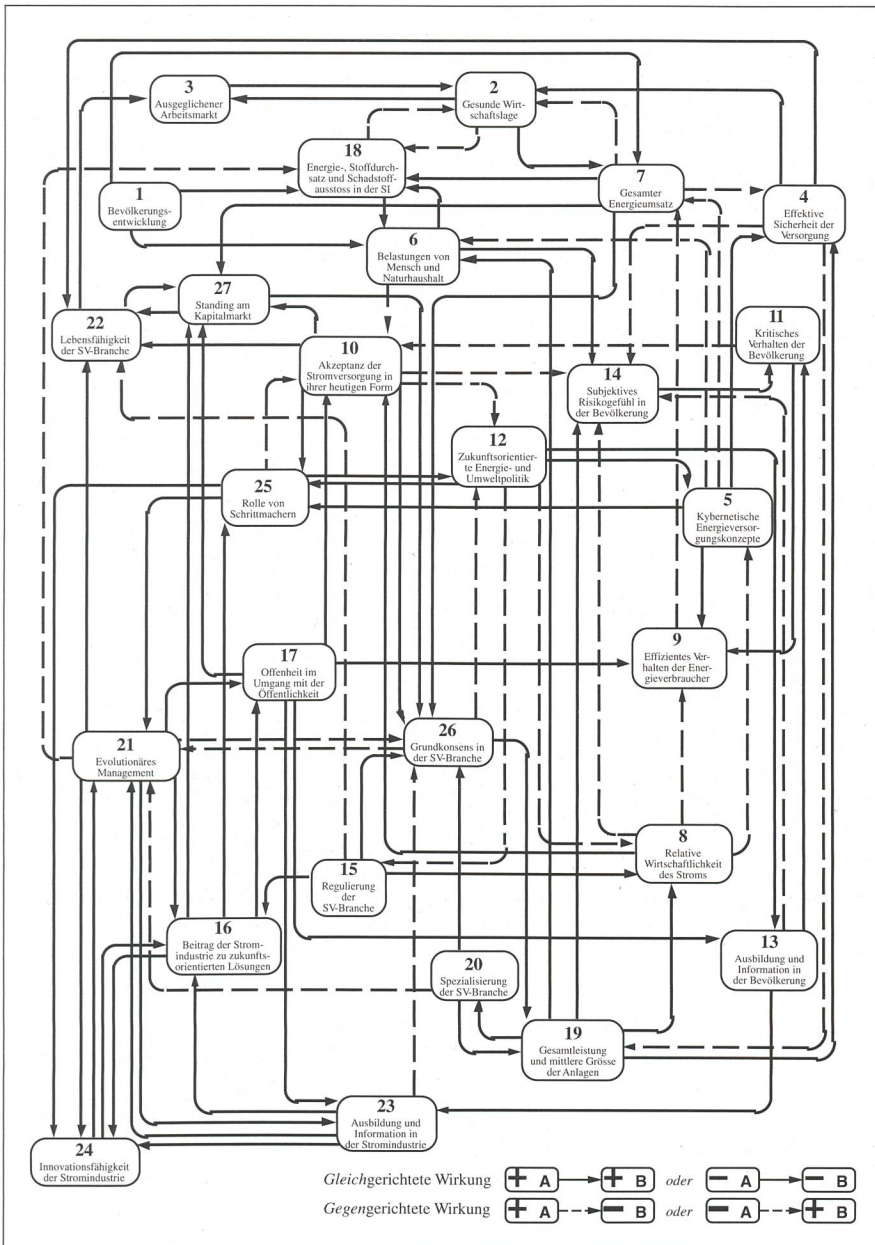 3
Ausgeglichener
Arbeitsmarkt
2
Gesunde Wirt-
schaftslage
18
Energie-, Stoffdurch-
satz und Schadstoff-
ausstoss in der SI
7
Gesamter
Energieumsatz
4
Effektive
Sicherheit der
Versorgung
1
Bevölkerungs-
entwicklung
6
Belastungen von
Mensch und
Naturhaushalt
27
Standing am
Kapitalmarkt
22
Lebensfähigkeit
der SV-Branche
11
Kritisches
Verhalten der
Bevölkerung
10
Akzeptanz der
Stromversorgung in
ihrer heutigen Form
14
Subjektives
Risikogefühl in
der Bevölkerung
12
Zukunftsorientier-
te Energie- und
Umweltpolitik
25
Rolle von
Schrittmachern
5
Kybernetische
Energieversor-
gungskonzepte
9
Effizientes Ver-
halten der Ener-
gieverbraucher
17
Offenheit im
Umgang mit der
Öffentlichkeit
26
Grundkonsens in
der SV-Branche
21
Evolutionäres
Management
8
Relative
Wirtschaftlichkeit
des Stroms
15
Regulierung
der
SV-Branche
16
Beitrag der Strom-
industrie zu zukunfts-
orientierten Lösungen
13
Ausbildung und
Information in
der Bevölkerung
20
Spezialisierung
der SV-Branche
19
Gesamtleistung
und mittlere Grösse
der Anlagen
23
Ausbildung und
Information in
der Stromindustrie
24
Innovationsfähigkeit
der Stromindustrie
Gleichgerichtete Wirkung + A + B oder − A − B
Gegengerichtete Wirkung + A − B oder − A + B